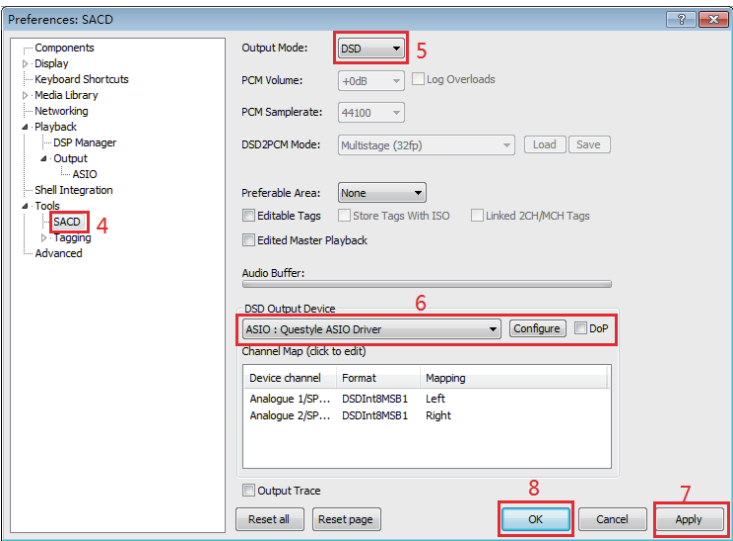 Preferences: SACD
Components
Display
Keyboard Shortcuts
Media Library
Networking
Playback
DSP Manager
Output
ASIO
Shell Integration
Tools
SACD 4
Tagging
Advanced
Output Mode: DSD 5
PCM Volume: +0dB Log Overloads
PCM Samplerate: 44100
DSD2PCM Mode: Multistage (32fp) Load Save
Preferable Area: None
Editable Tags Store Tags With ISO Linked 2CH/MCH Tags
Edited Master Playback
Audio Buffer:
6
DSD Output Device
ASIO : Questyle ASIO Driver Configure DoP
Channel Map (click to edit)
Device channel Format Mapping
Analogue 1/SP... DSDInt8MSB1 Left
Analogue 2/SP... DSDInt8MSB1 Right
Output Trace
8 7
Reset all Reset page OK Cancel Apply